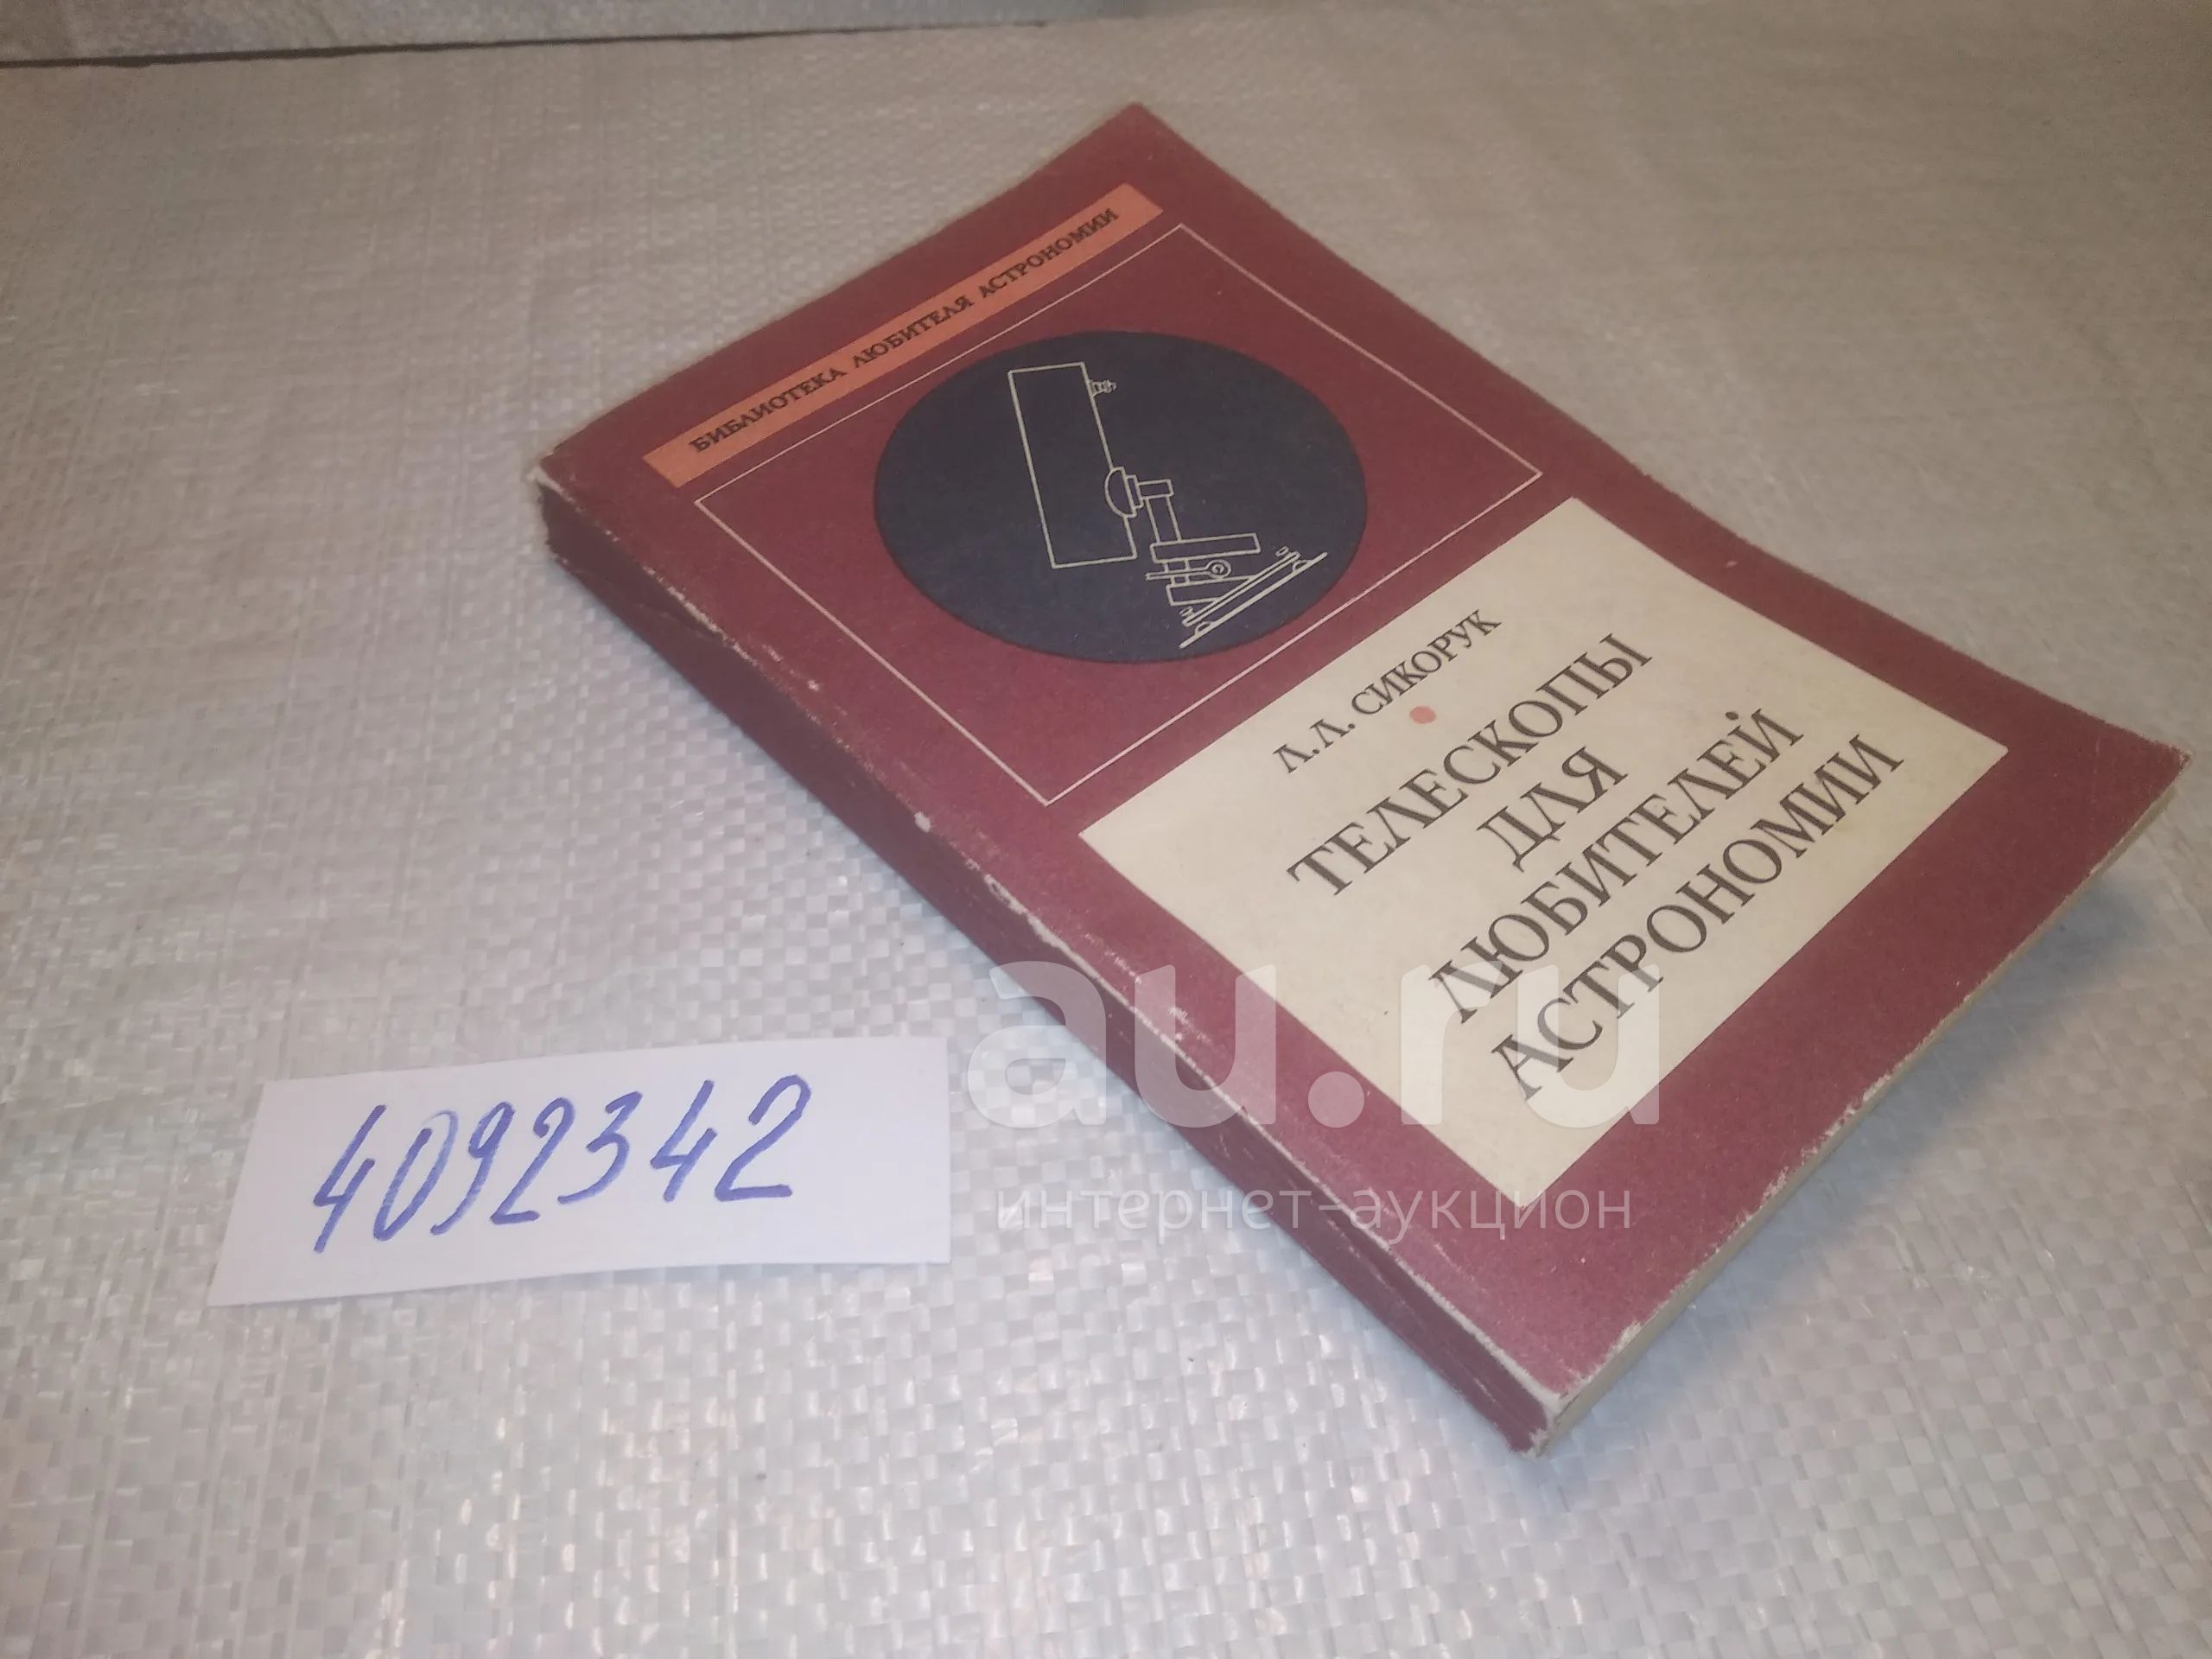 БИБЛИОТЕКА ЛЮБИТЕЛЯ АСТРОНОМИИ
Л. Л. СИКОРУК
ТЕЛЕСКОПЫ
ДЛЯ
ЛЮБИТЕЛЕЙ
АСТРОНОМИИ
4092342
au.ru
интернет-аукцион